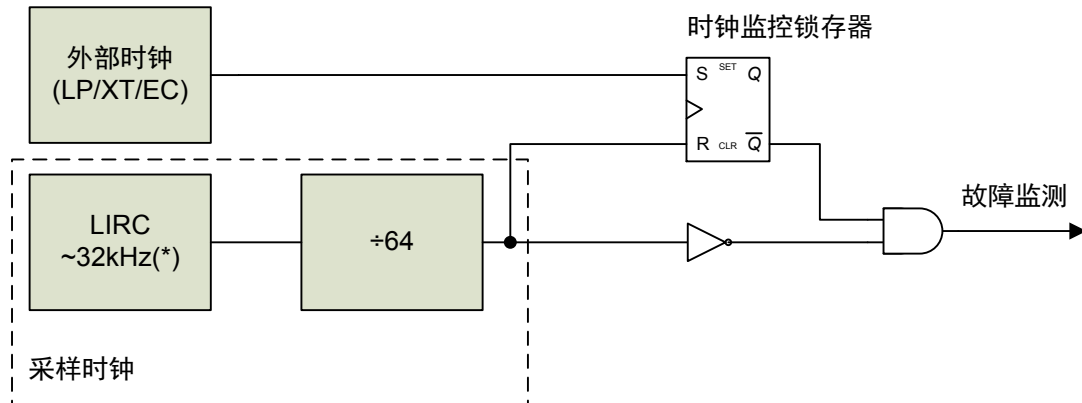 时钟监控锁存器
外部时钟
(LP/XT/EC)
S SET Q
R CLR Q̅
故障监测
LIRC
~32kHz(*)
÷64
采样时钟